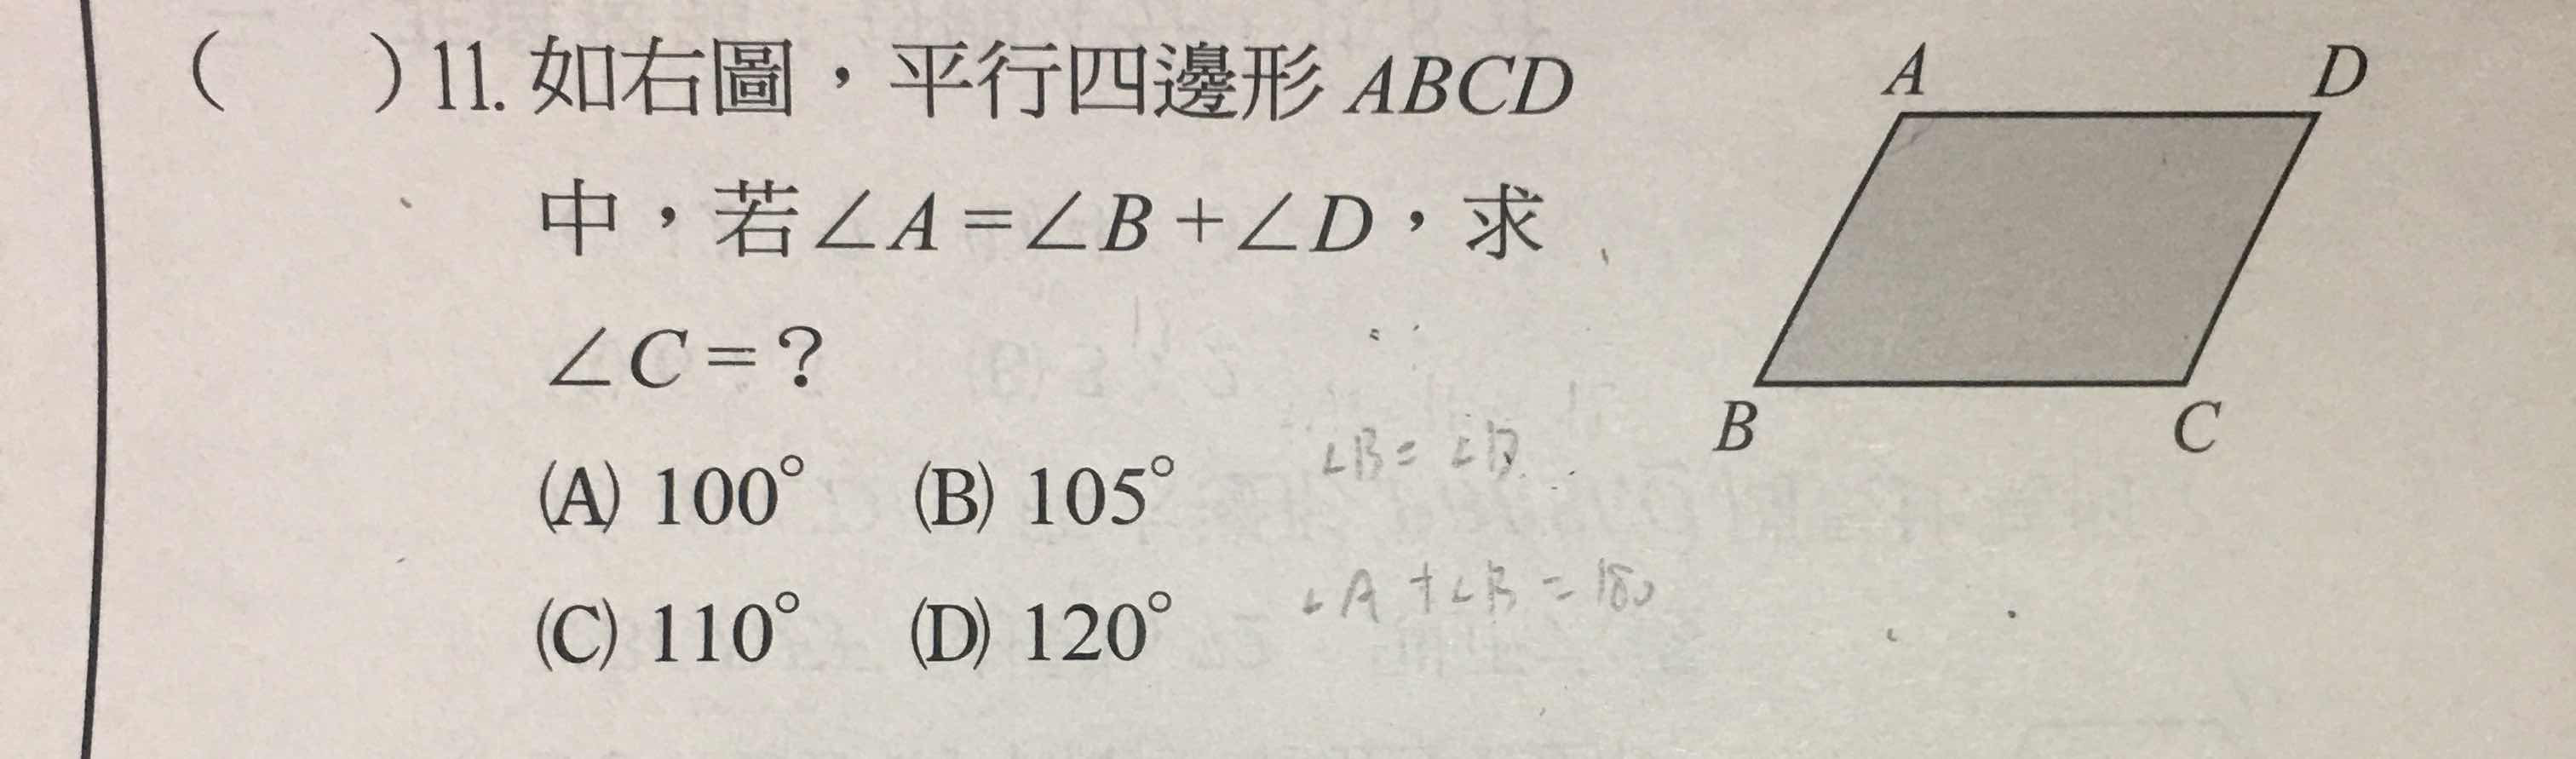 (　　)11. 如右圖，平行四邊形 ABCD
中，若∠A=∠B+∠D，求
∠C=？
(A) 100° (B) 105°
(C) 110° (D) 120°
A D
B C
∠B = ∠D
∠A +∠B = 180